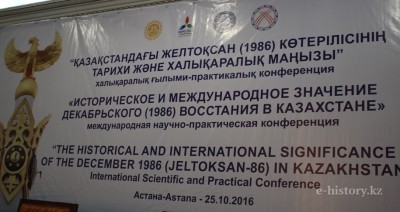 "ҚАЗАҚСТАНДАҒЫ ЖЕЛТОҚСАН (1986) КӨТЕРІЛІСІНІҢ
ТАРИХИ ЖӘНЕ ХАЛЫҚАРАЛЫҚ МАҢЫЗЫ"
халықаралық ғылыми-практикалық конференция
«ИСТОРИЧЕСКОЕ И МЕЖДУНАРОДНОЕ ЗНАЧЕНИЕ
ДЕКАБРЬСКОГО (1986) ВОССТАНИЯ В КАЗАХСТАНЕ»
международная научно-практическая конференция
"THE HISTORICAL AND INTERNATIONAL SIGNIFICANCE
OF THE DECEMBER 1986 (JELTOKSAN-86) IN KAZAKHSTAN
International Scientific and Practical Conference
Астана-Astana - 25.10.2016
e-history.kz